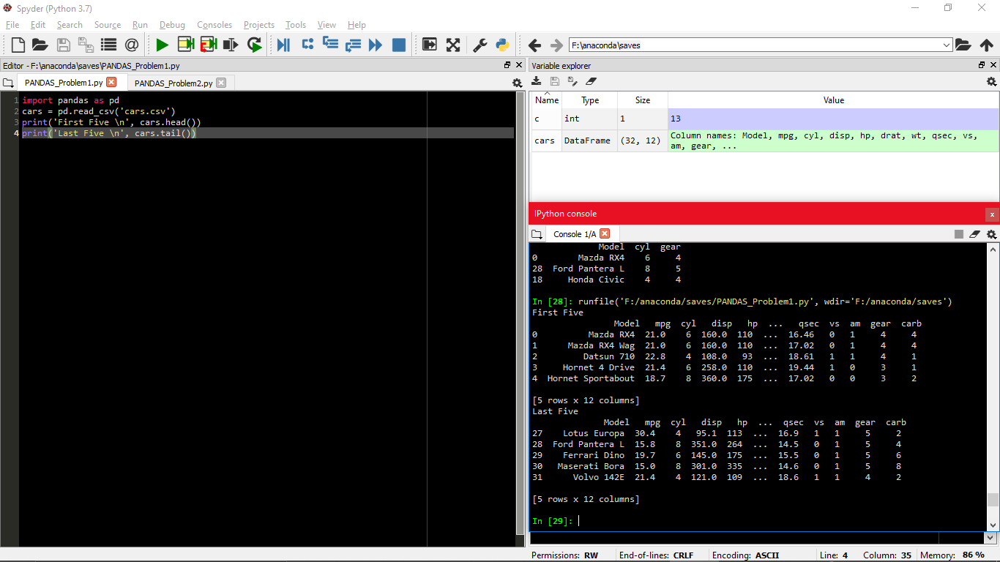 Spyder (Python 3.7)
File Edit Search Source Run Debug Consoles Projects Tools View Help
F:\anaconda\saves
Editor - F:\anaconda\saves\PANDAS_Problem1.py
PANDAS_Problem1.py PANDAS_Problem2.py
1 import pandas as pd
2 cars = pd.read_csv('cars.csv')
3 print('First Five \n', cars.head())
4 print('Last Five \n', cars.tail())
Variable explorer
Name Type Size Value
c int 1 13
cars DataFrame (32, 12) Column names: Model, mpg, cyl, disp, hp, drat, wt, qsec, vs,
am, gear, ...
IPython console
Console 1/A
Model cyl gear
0 Mazda RX4 6 4
28 Ford Pantera L 8 5
18 Honda Civic 4 4
In [28]: runfile('F:/anaconda/saves/PANDAS_Problem1.py', wdir='F:/anaconda/saves')
First Five
Model mpg cyl disp hp ... qsec vs am gear carb
0 Mazda RX4 21.0 6 160.0 110 ... 16.46 0 1 4 4
1 Mazda RX4 Wag 21.0 6 160.0 110 ... 17.02 0 1 4 4
2 Datsun 710 22.8 4 108.0 93 ... 18.61 1 1 4 1
3 Hornet 4 Drive 21.4 6 258.0 110 ... 19.44 1 0 3 1
4 Hornet Sportabout 18.7 8 360.0 175 ... 17.02 0 0 3 2
[5 rows x 12 columns]
Last Five
Model mpg cyl disp hp ... qsec vs am gear carb
27 Lotus Europa 30.4 4 95.1 113 ... 16.9 1 1 5 2
28 Ford Pantera L 15.8 8 351.0 264 ... 14.5 0 1 5 4
29 Ferrari Dino 19.7 6 145.0 175 ... 15.5 0 1 5 6
30 Maserati Bora 15.0 8 301.0 335 ... 14.6 0 1 5 8
31 Volvo 142E 21.4 4 121.0 109 ... 18.6 1 1 4 2
[5 rows x 12 columns]
In [29]:
Permissions: RW End-of-lines: CRLF Encoding: ASCII Line: 4 Column: 35 Memory: 86 %